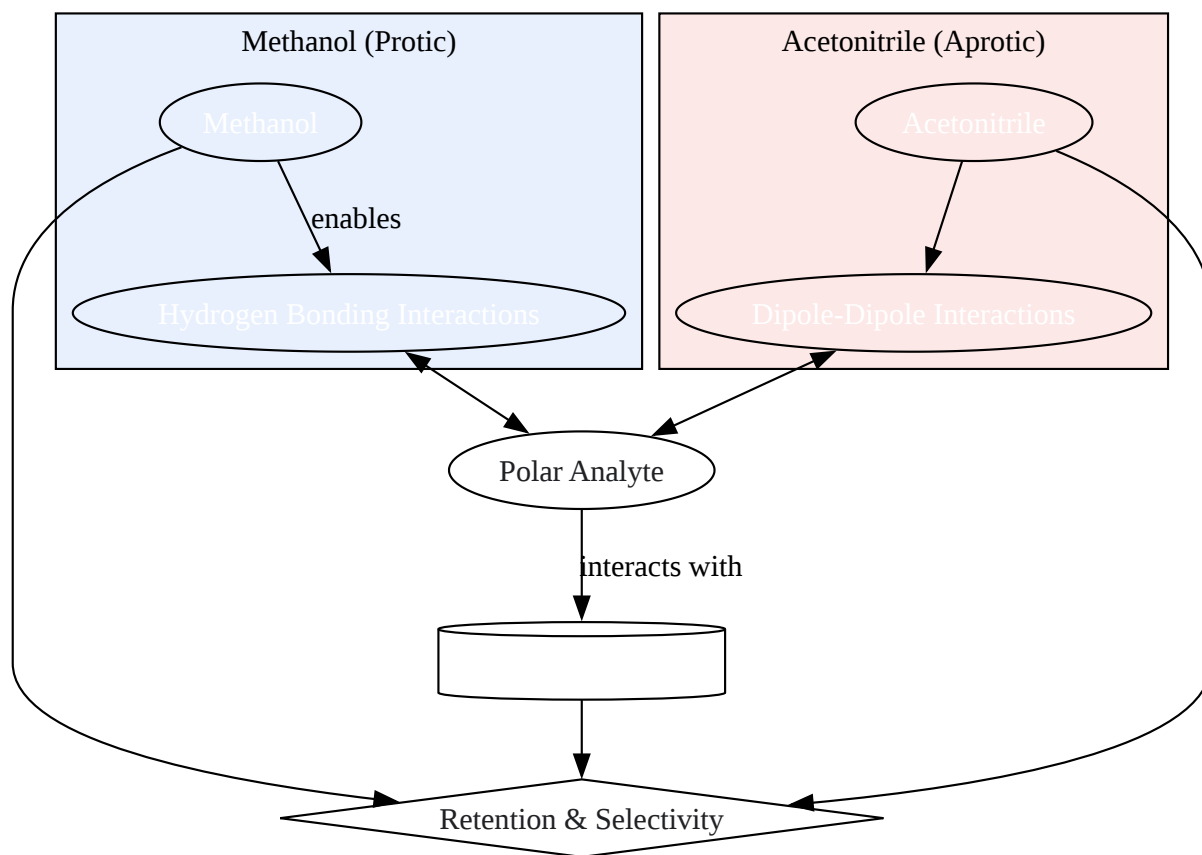 Methanol (Protic)
Acetonitrile (Aprotic)
Methanol
Acetonitrile
enables
Hydrogen Bonding Interactions
Dipole-Dipole Interactions
Polar Analyte
interacts with
Retention & Selectivity